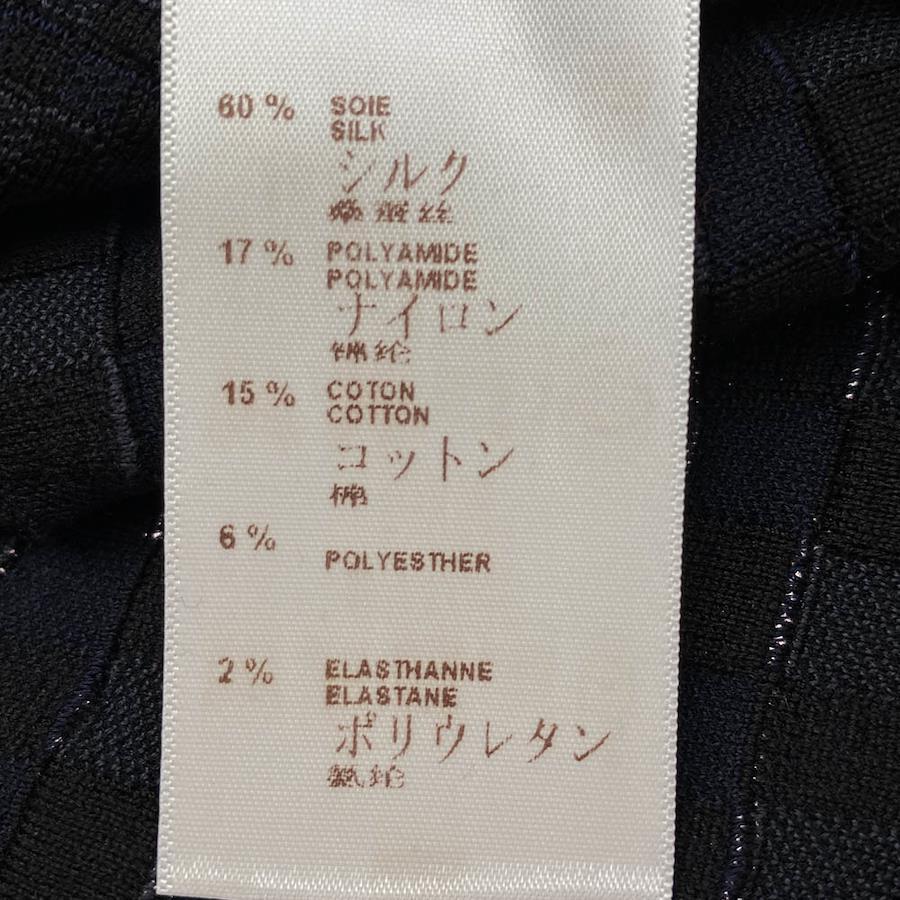 60 % SOIE
SILK
シルク
17 % POLYAMIDE
POLYAMIDE
ナイロン
15 % COTON
COTTON
コットン
棉
6 %
POLYESTHER
2 % ELASTHANNE
ELASTANE
ポリウレタン